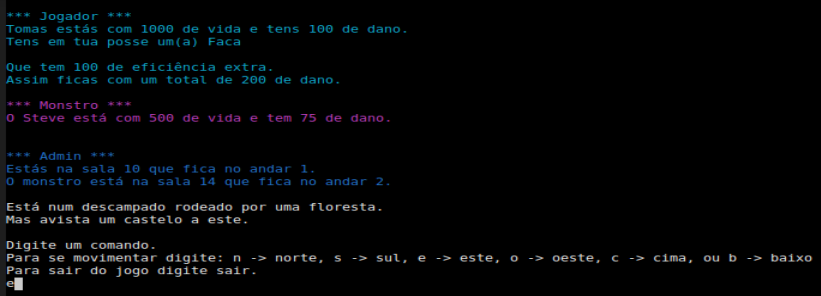 *** Jogador ***
Tomas estás com 1000 de vida e tens 100 de dano.
Tens em tua posse um(a) Faca
Que tem 100 de eficiência extra.
Assim ficas com um total de 200 de dano.
*** Monstro ***
O Steve está com 500 de vida e tem 75 de dano.
*** Admin ***
Estás na sala 10 que fica no andar 1.
O monstro está na sala 14 que fica no andar 2.
Está num descampado rodeado por uma floresta.
Mas avista um castelo a este.
Digite um comando.
Para se movimentar digite: n -> norte, s -> sul, e -> este, o -> oeste, c -> cima, ou b -> baixo
Para sair do jogo digite sair.
e